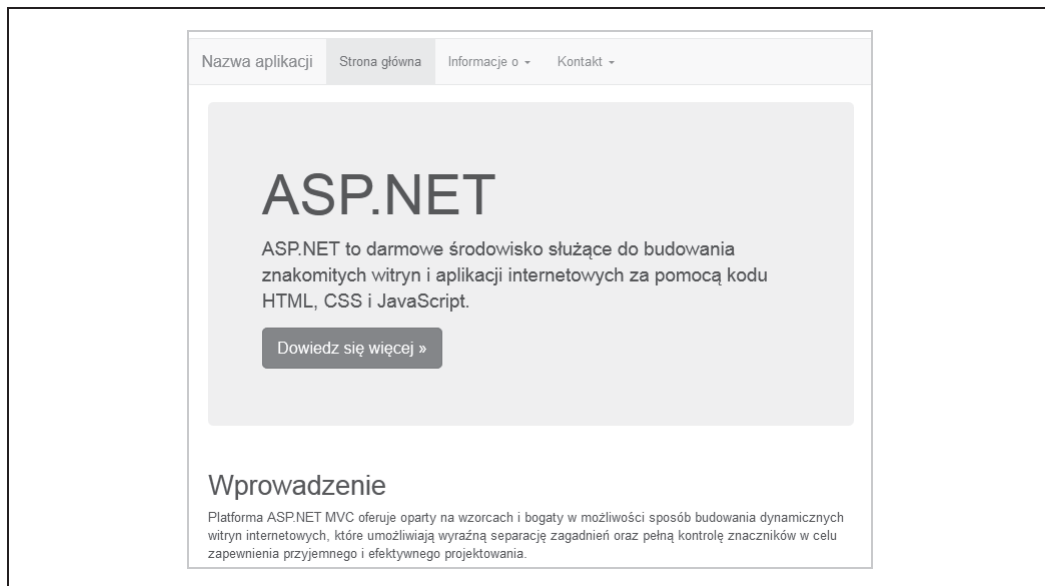 Nazwa aplikacji Strona główna Informacje o Kontakt
ASP.NET
ASP.NET to darmowe środowisko służące do budowania
znakomitych witryn i aplikacji internetowych za pomocą kodu
HTML, CSS i JavaScript.
Dowiedz się więcej »
Wprowadzenie
Platforma ASP.NET MVC oferuje oparty na wzorcach i bogaty w możliwości sposób budowania dynamicznych
witryn internetowych, które umożliwiają wyraźną separację zagadnień oraz pełną kontrolę znaczników w celu
zapewnienia przyjemnego i efektywnego projektowania.